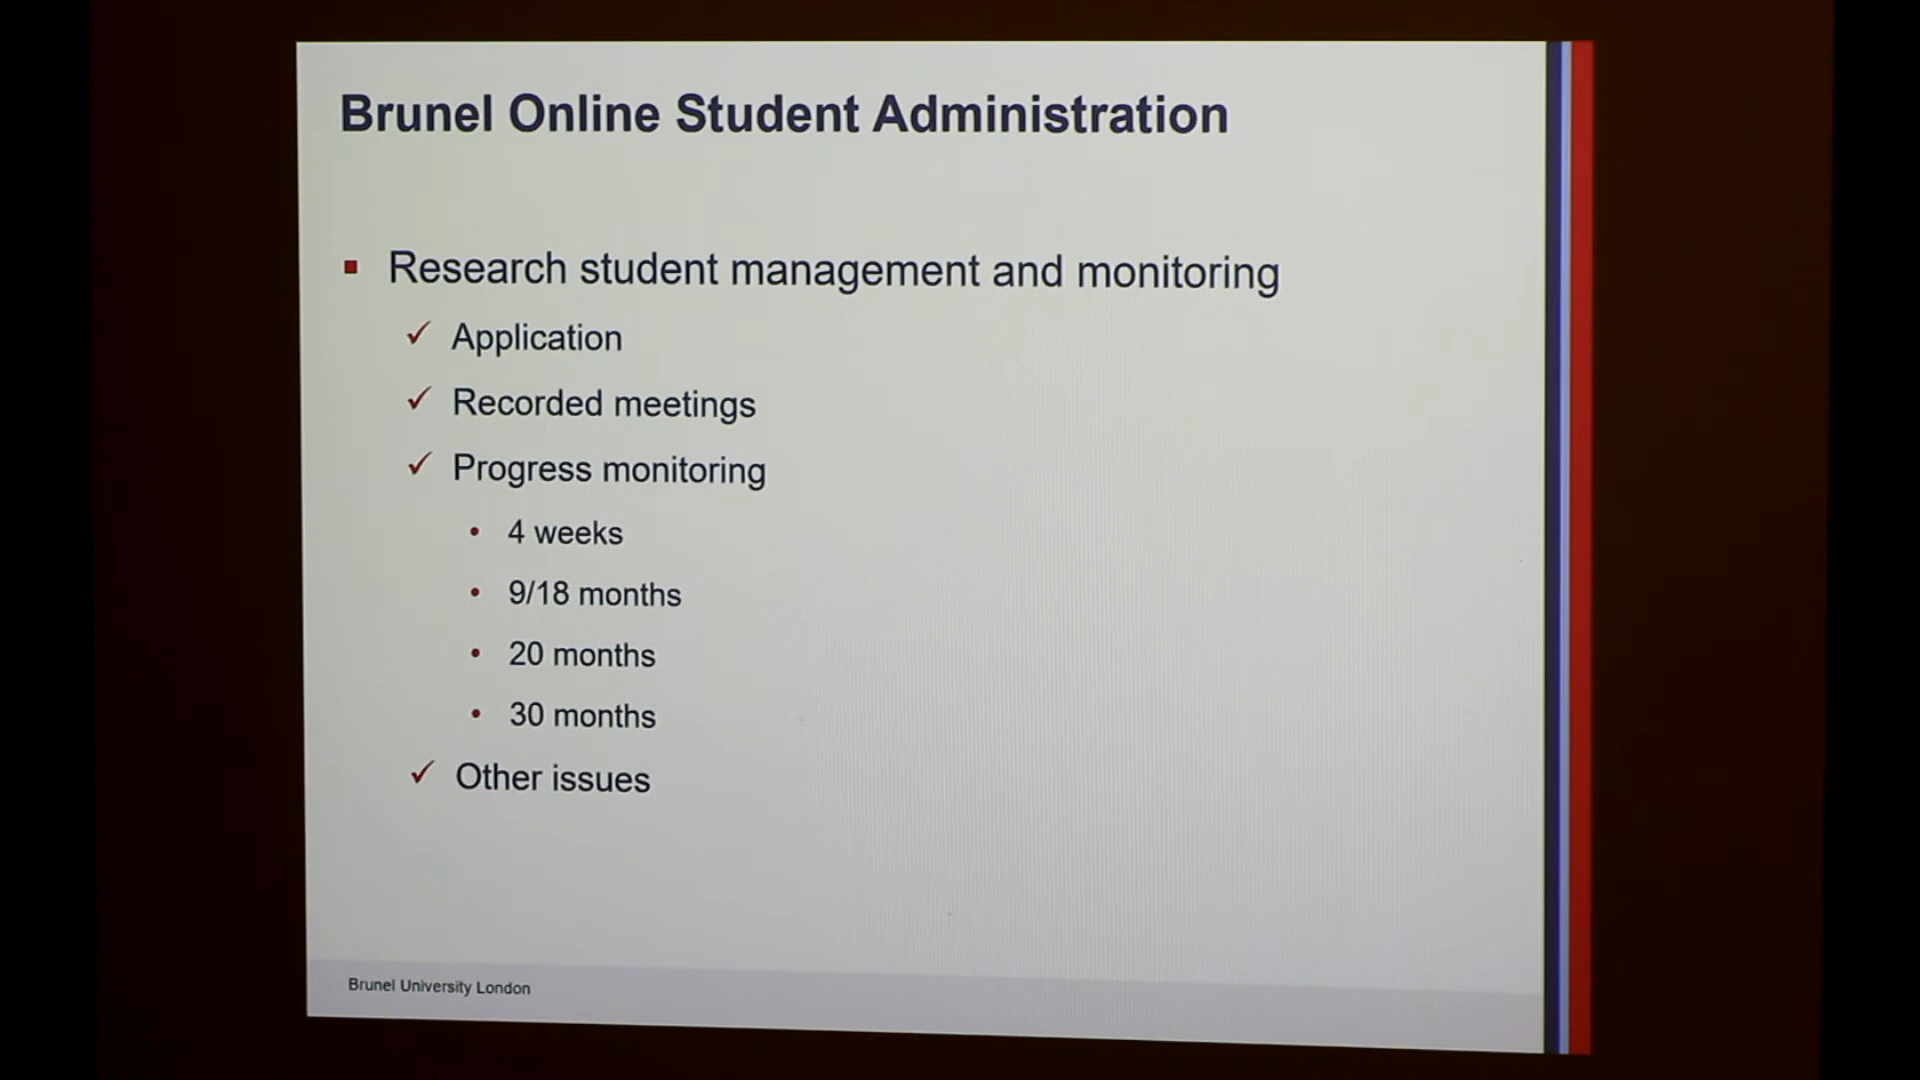 Brunel Online Student Administration
Research student management and monitoring
Application
Recorded meetings
Progress monitoring
4 weeks
9/18 months
20 months
30 months
Other issues
Brunel University London